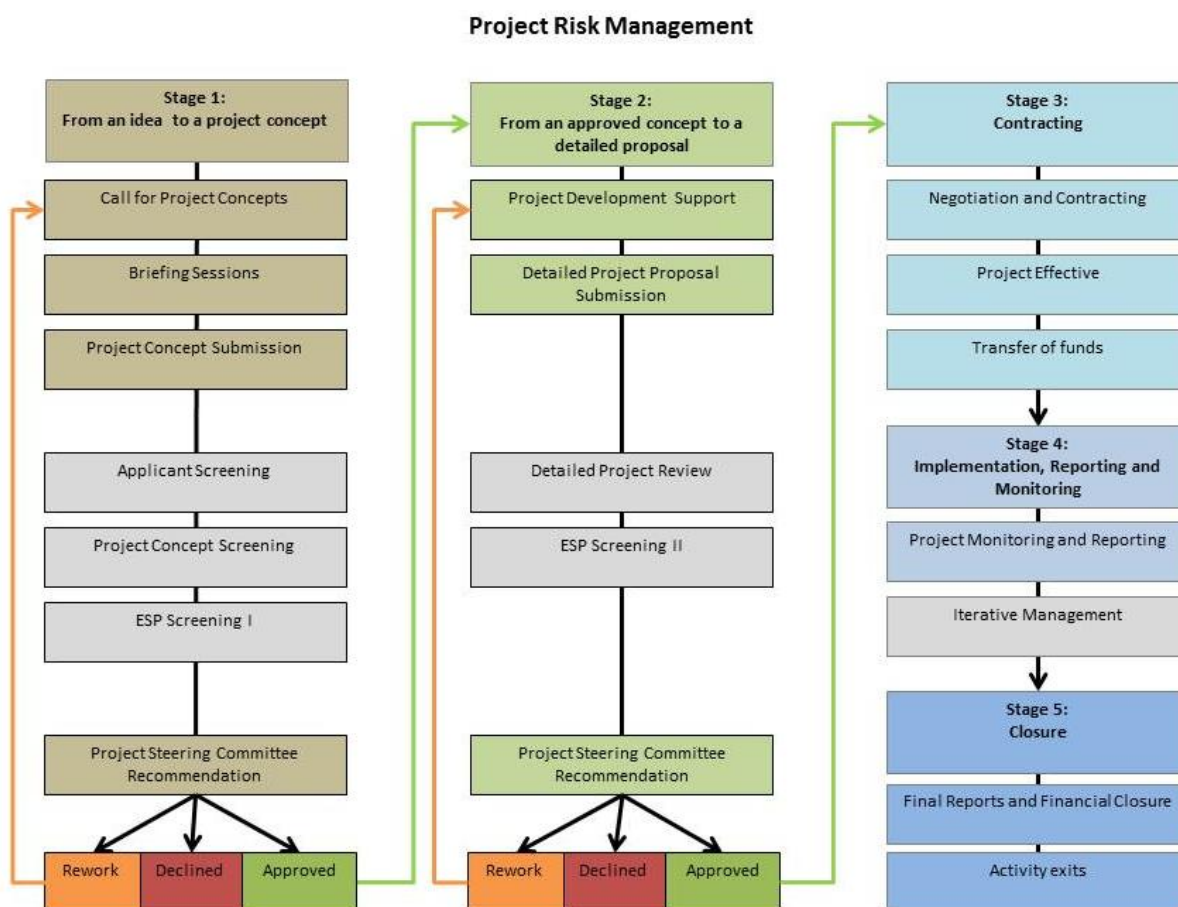 Project Risk Management
Stage 1:
From an idea to a project concept
Call for Project Concepts
Briefing Sessions
Project Concept Submission
Applicant Screening
Project Concept Screening
ESP Screening I
Project Steering Committee
Recommendation
Rework
Declined
Approved
Stage 2:
From an approved concept to a
detailed proposal
Project Development Support
Detailed Project Proposal
Submission
Detailed Project Review
ESP Screening II
Project Steering Committee
Recommendation
Rework
Declined
Approved
Stage 3:
Contracting
Negotiation and Contracting
Project Effective
Transfer of funds
Stage 4:
Implementation, Reporting and
Monitoring
Project Monitoring and Reporting
Iterative Management
Stage 5:
Closure
Final Reports and Financial Closure
Activity exits